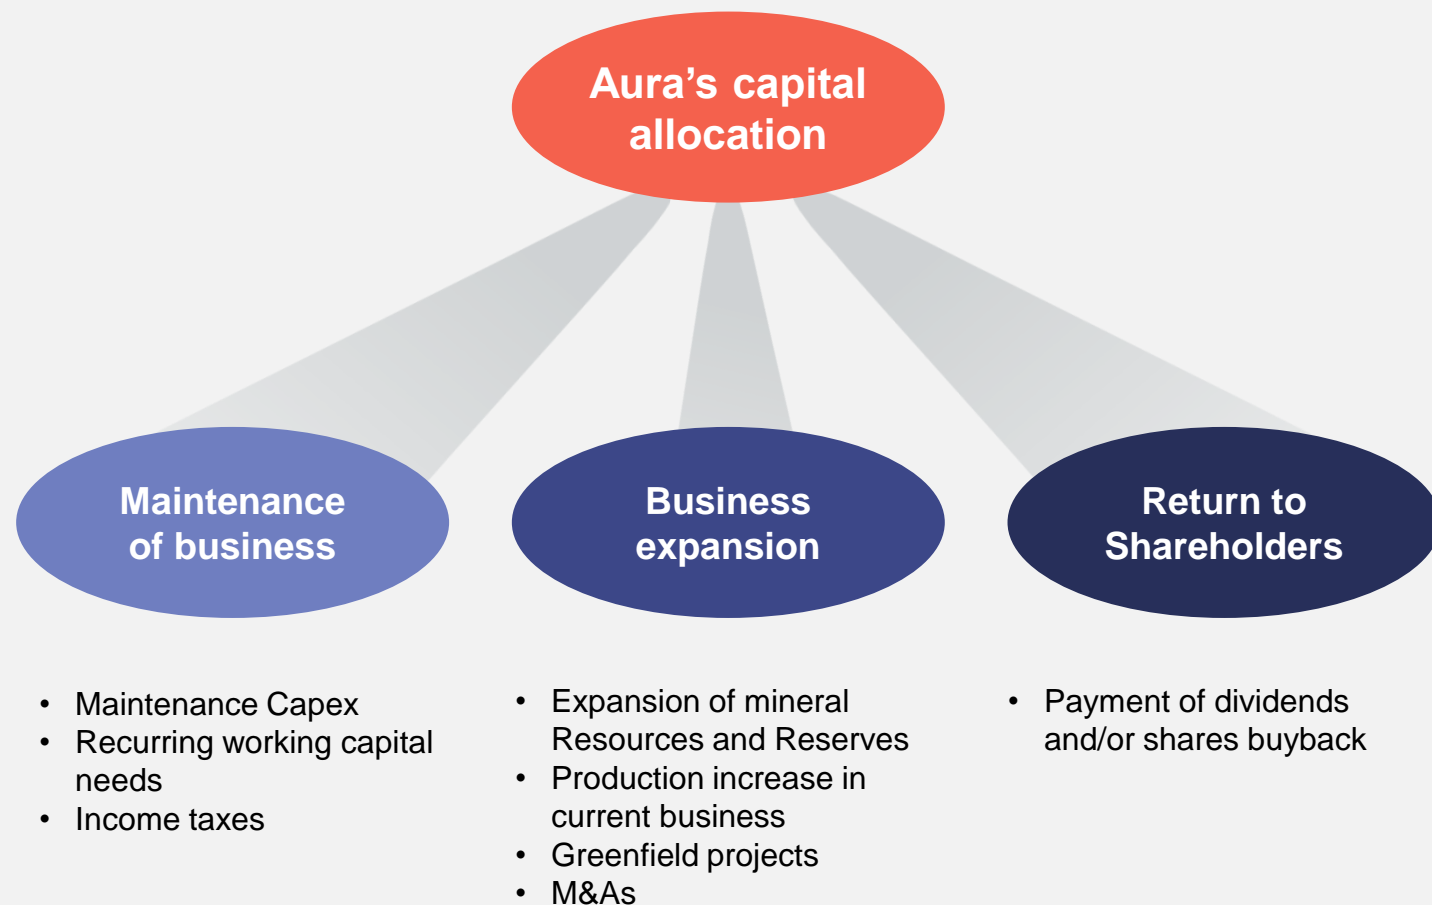 Aura’s capital
allocation
Maintenance
of business
Business
expansion
Return to
Shareholders
• Maintenance Capex
• Recurring working capital
needs
• Income taxes
• Expansion of mineral
Resources and Reserves
• Production increase in
current business
• Greenfield projects
• M&As
• Payment of dividends
and/or shares buyback